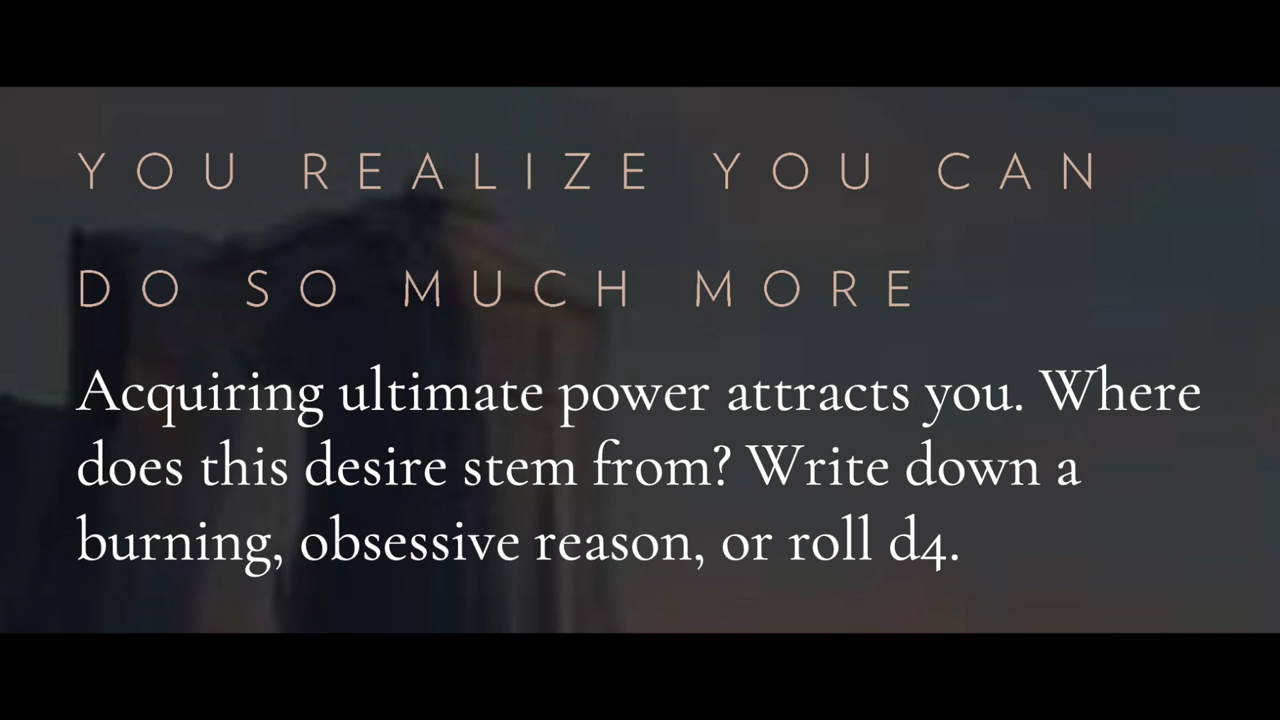 YOU REALIZE YOU CAN
DO SO MUCH MORE
Acquiring ultimate power attracts you. Where
does this desire stem from? Write down a
burning, obsessive reason, or roll d4.